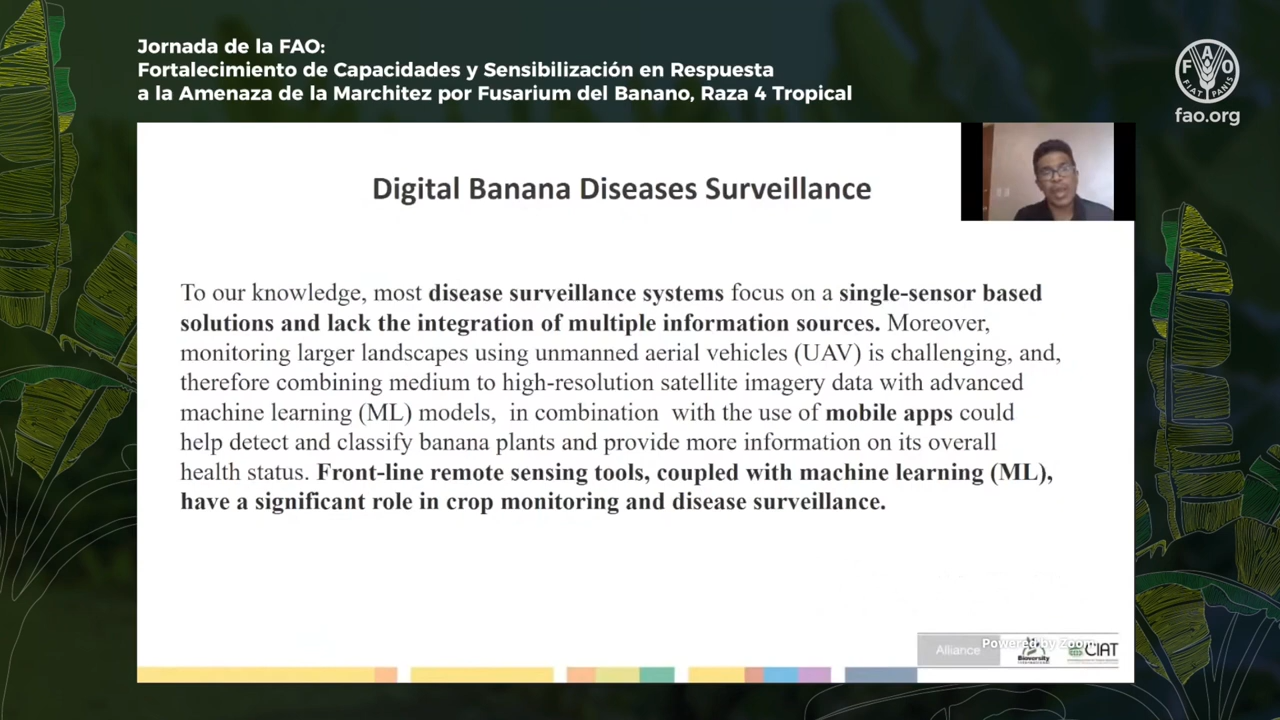 Jornada de la FAO:
Fortalecimiento de Capacidades y Sensibilización en Respuesta
a la Amenaza de la Marchitez por Fusarium del Banano, Raza 4 Tropical
F A O
FIAT PANIS
fao.org
Digital Banana Diseases Surveillance
To our knowledge, most disease surveillance systems focus on a single-sensor based
solutions and lack the integration of multiple information sources. Moreover,
monitoring larger landscapes using unmanned aerial vehicles (UAV) is challenging, and,
therefore combining medium to high-resolution satellite imagery data with advanced
machine learning (ML) models, in combination with the use of mobile apps could
help detect and classify banana plants and provide more information on its overall
health status. Front-line remote sensing tools, coupled with machine learning (ML),
have a significant role in crop monitoring and disease surveillance.
Powered by Zoom
Alliance
Bioversity
CIAT